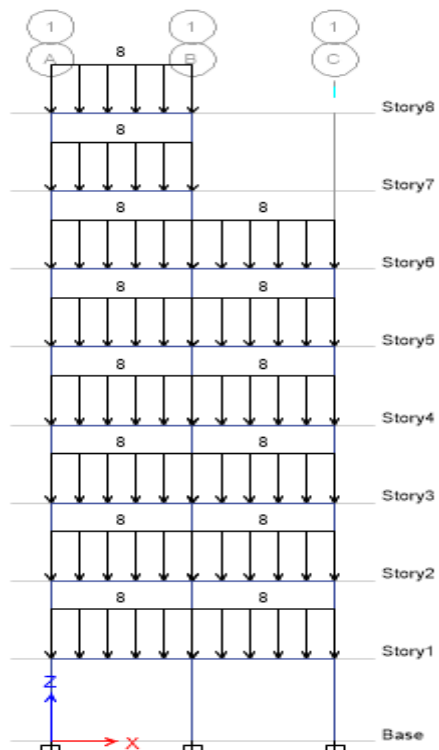 1 1 1
A B C
8
Story8
8
Story7
8 8
Story6
8 8
Story5
8 8
Story4
8 8
Story3
8 8
Story2
8 8
Story1
Z
X
Base